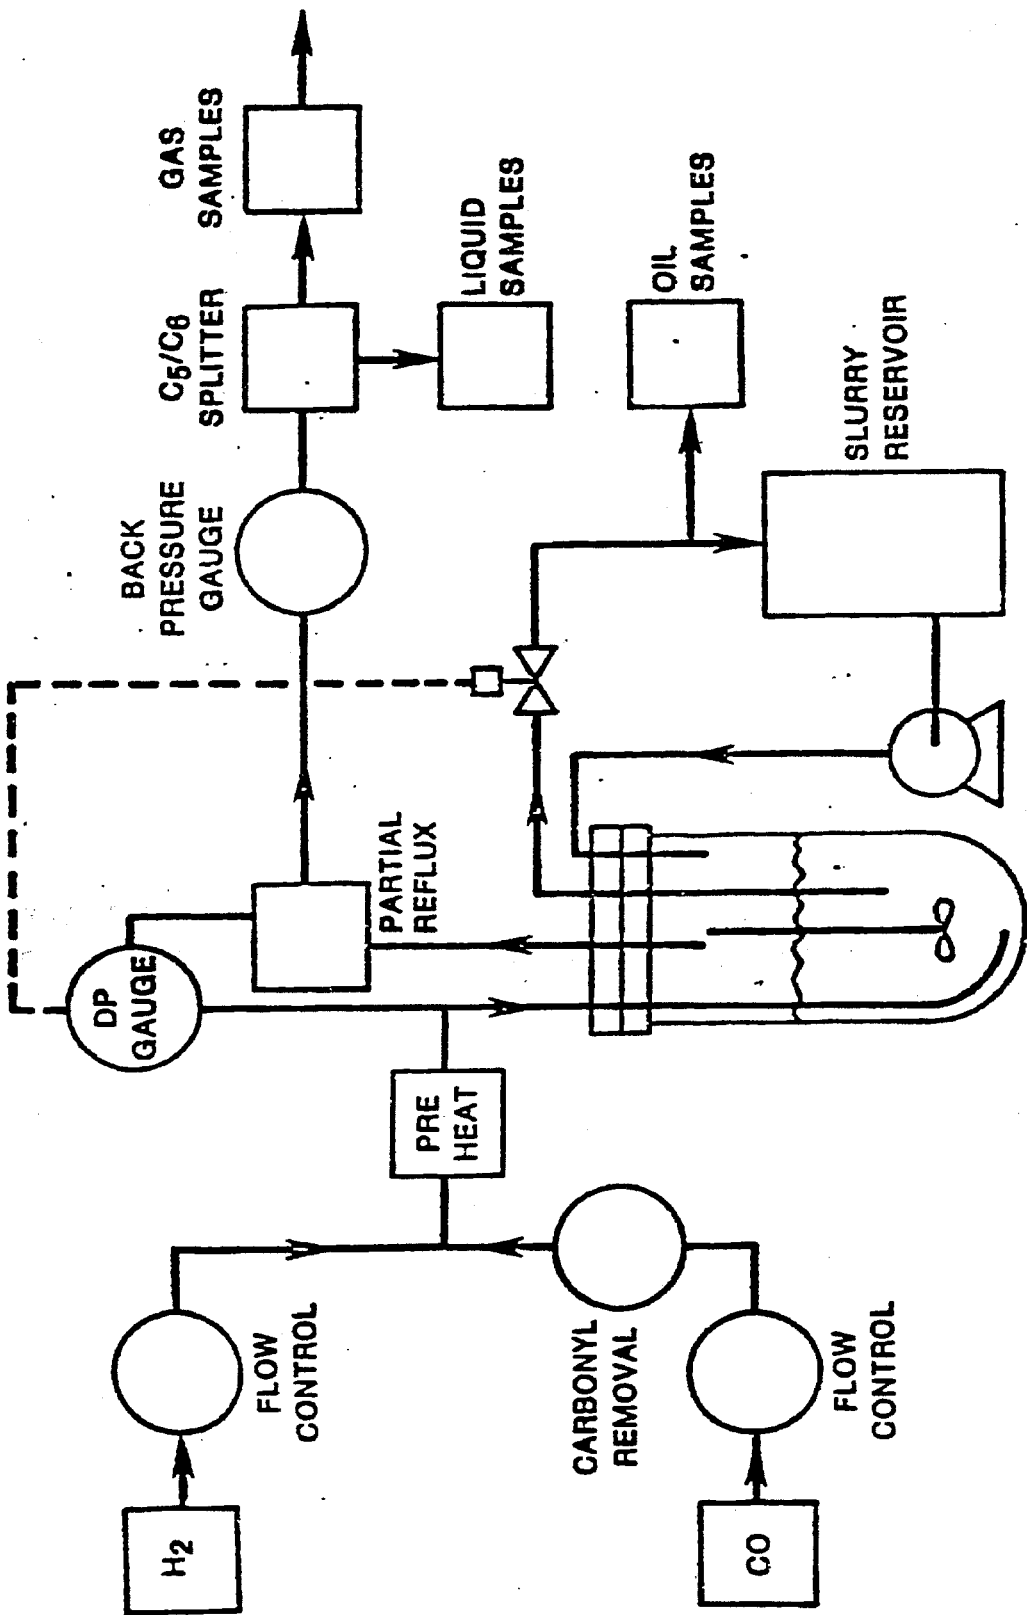 H2
FLOW
CONTROL
CO
FLOW
CONTROL
CARBONYL
REMOVAL
PRE
HEAT
DP
GAUGE
PARTIAL
REFLUX
BACK
PRESSURE
GAUGE
C5/C6
SPLITTER
GAS
SAMPLES
LIQUID
SAMPLES
OIL
SAMPLES
SLURRY
RESERVOIR